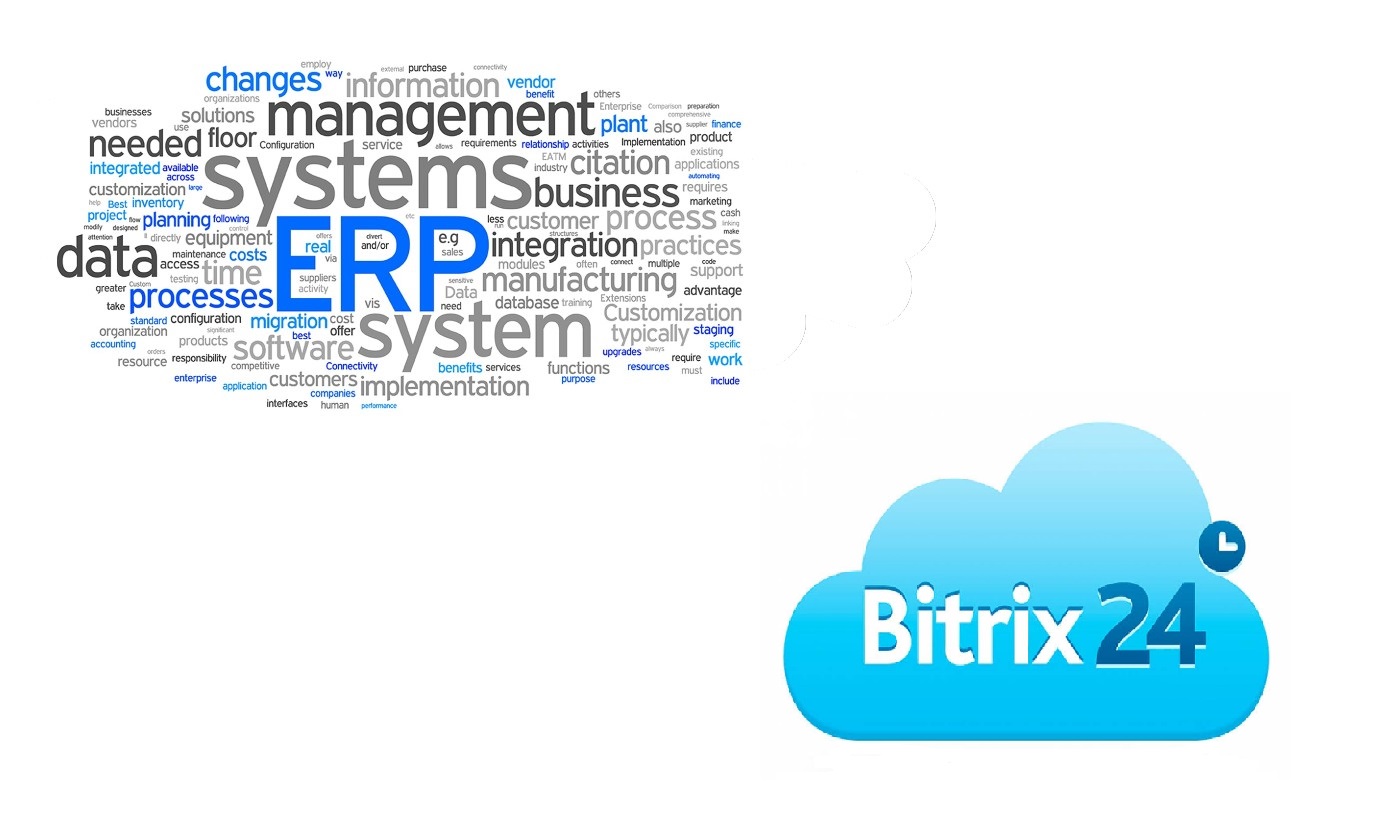 employ
external
purchase
connectivity
changes
way
information
vendor
benefit
others
organizations
management
Enterprise
Comparison
preparation
comprehensive
businesses
vendors
solutions
use
plant
also
supplier
finance
needed
floor
Configuration
service
allows
requirements
relationship
activities
Implementation
product
existing
integrated
available
across
systems
EATM
industry
citation
applications
automating
customization
large
business
requires
help
Best
inventory
marketing
project
flow
planning
following
etc
less
run
customer
process
cash
linking
modify
designed
control
structures
make
attention
directly
equipment
offers
real
divert
and/or
e.g
sales
integration
practices
data
maintenance
costs
via
access
modules
often
connect
multiple
code
support
testing
time
suppliers
activity
ERP
sensitive
manufacturing
greater
Custom
processes
vis
Data
need
database
training
Extensions
advantage
take
Customization
standard
configuration
migration
cost
offer
best
system
typically
staging
organization
significant
accounting
products
software
specific
orders
resource
responsibility
competitive
Connectivity
benefits
services
functions
upgrades
always
require
work
resources
must
enterprise
application
customers
companies
implementation
purpose
include
interfaces
human
performance
Bitrix 24